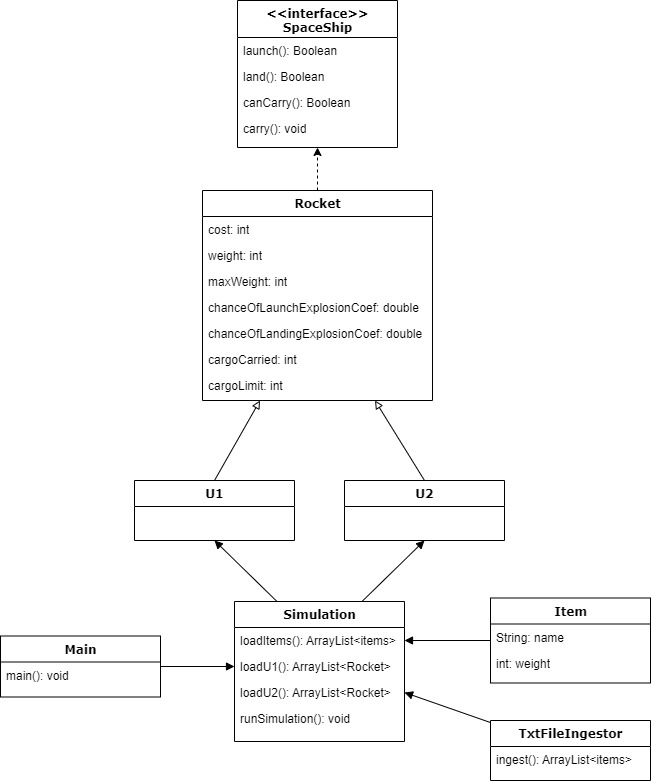 <<interface>>
SpaceShip
launch(): Boolean
land(): Boolean
canCarry(): Boolean
carry(): void
Rocket
cost: int
weight: int
maxWeight: int
chanceOfLaunchExplosionCoef: double
chanceOfLandingExplosionCoef: double
cargoCarried: int
cargoLimit: int
U1
U2
Simulation
loadItems(): ArrayList<items>
loadU1(): ArrayList<Rocket>
loadU2(): ArrayList<Rocket>
runSimulation(): void
Main
main(): void
Item
String: name
int: weight
TxtFileIngestor
ingest(): ArrayList<items>